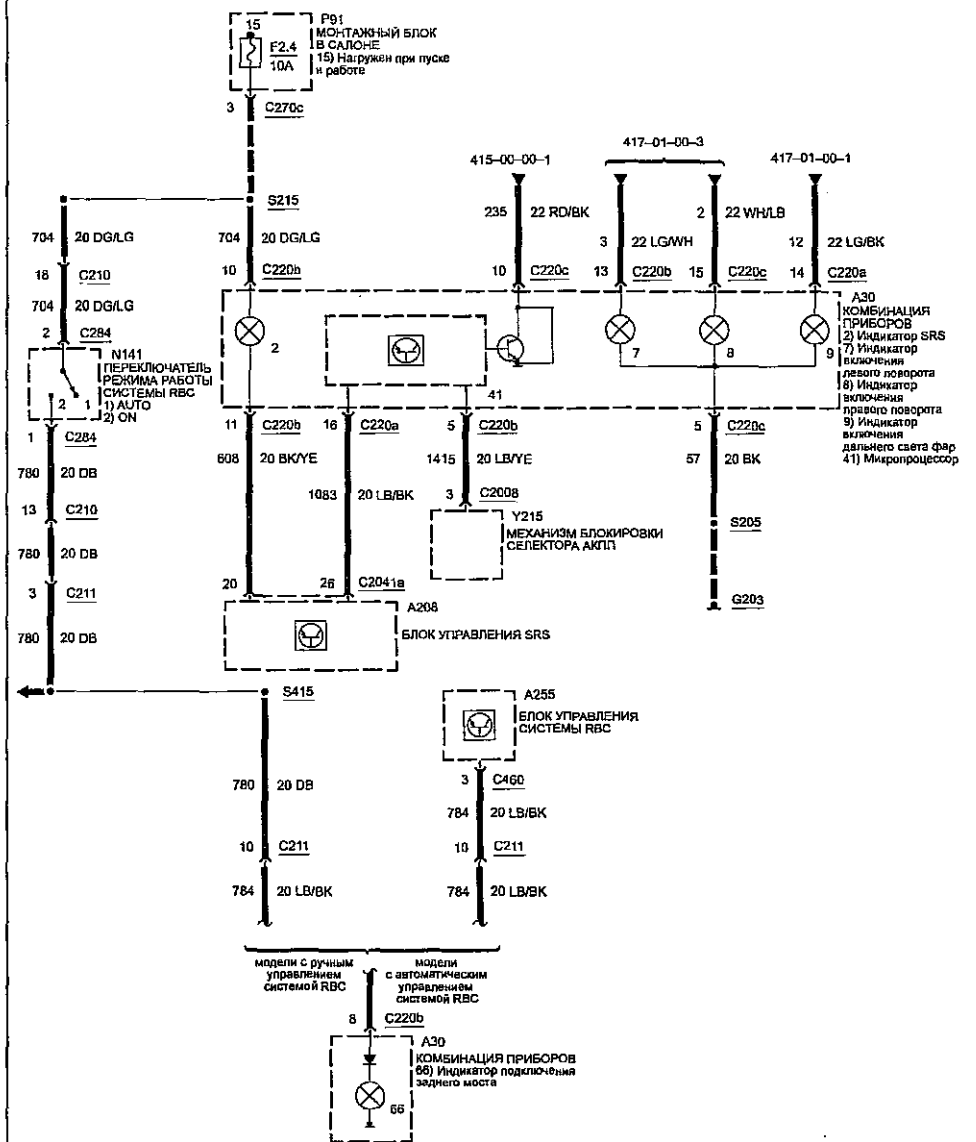 P91
МОНТАЖНЫЙ БЛОК
В САЛОНЕ
15) Нагружен при пуске
и работе
15
F2.4
10A
3 C270c
S215
415-00-00-1
417-01-00-3
417-01-00-1
704 20 DG/LG
704 20 DG/LG
235 22 RD/BK
3 22 LG/WH
2 22 WH/LB
12 22 LG/BK
18 C210
10 C220b
10 C220c
13 C220b
15 C220c
14 C220a
704 20 DG/LG
2 C284
N141
ПЕРЕКЛЮЧАТЕЛЬ
РЕЖИМА РАБОТЫ
СИСТЕМЫ RBC
1) AUTO
2) ON
2 1
2
41
7
8
9
A30
КОМБИНАЦИЯ
ПРИБОРОВ
2) Индикатор SRS
7) Индикатор
включения
левого поворота
8) Индикатор
включения
правого поворота
9) Индикатор
включения
дальнего света фар
41) Микропроцессор
1 C284
11 C220b
16 C220a
5 C220b
5 C220c
780 20 DB
608 20 BK/YE
1083 20 LB/BK
1415 20 LB/YE
57 20 BK
13 C210
3 C2008
Y215
МЕХАНИЗМ БЛОКИРОВКИ
СЕЛЕКТОРА АКПП
S205
780 20 DB
3 C211
20
26 C2041a
G203
A208
БЛОК УПРАВЛЕНИЯ SRS
780 20 DB
S415
A255
БЛОК УПРАВЛЕНИЯ
СИСТЕМЫ RBC
780 20 DB
3 C460
784 20 LB/BK
10 C211
10 C211
784 20 LB/BK
784 20 LB/BK
модели с ручным
управлением
системой RBC
модели
с автоматическим
управлением
системой RBC
8 C220b
A30
КОМБИНАЦИЯ ПРИБОРОВ
66) Индикатор подключения
заднего моста
66